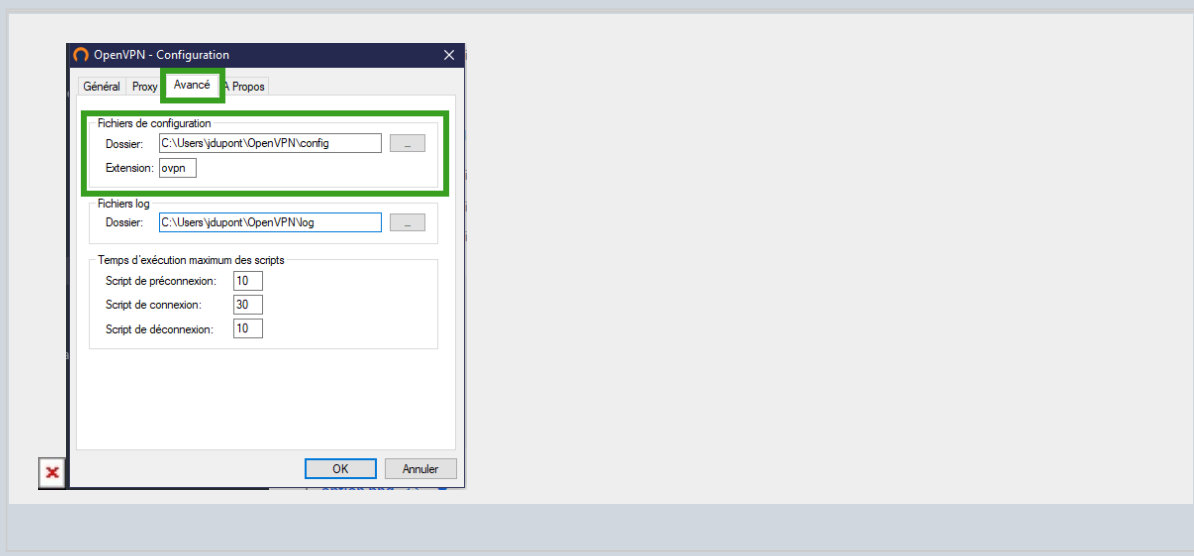 OpenVPN - Configuration
Général Proxy Avancé A Propos
Fichiers de configuration
Dossier: C:\Users\jdupont\OpenVPN\config ...
Extension: ovpn
Fichiers log
Dossier: C:\Users\jdupont\OpenVPN\log ...
Temps d'exécution maximum des scripts
Script de préconnexion: 10
Script de connexion: 30
Script de déconnexion: 10
OK Annuler